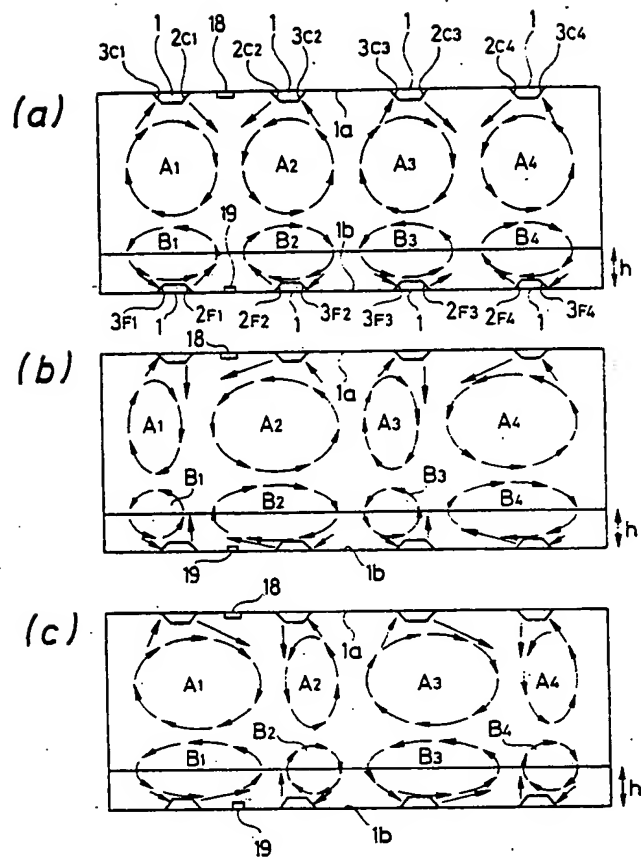 3C1 1 2C1 18 2C2 1 3C2 3C3 1 2C3 2C4 1 3C4
(a)
1a
A1 A2 A3 A4
B1 19 B2 1b B3 B4
h
3F1 1 2F1 2F2 1 3F2 3F3 1 2F3 2F4 1 3F4
18
(b)
1a
A1 A2 A3 A4
B1 B2 B3 B4
h
19 1b
18
(c)
1a
A1 A2 A3 A4
B1 B2 B3 B4
h
19 1b